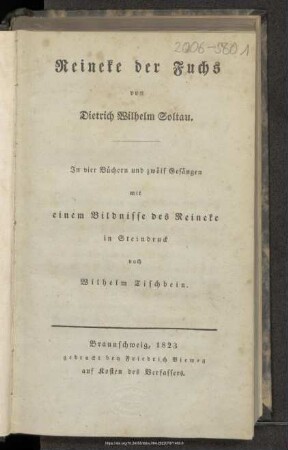 2006-580 1
Reineke der Fuchs
von
Dietrich Wilhelm Soltau.
In vier Büchern und zwölf Gesängen
mit
einem Bildnisse des Reineke
in Steindruck
nach
Wilhelm Tischbein.
Braunschweig, 1823
gedruckt bey Friedrich Vieweg
auf Kosten des Verfassers.